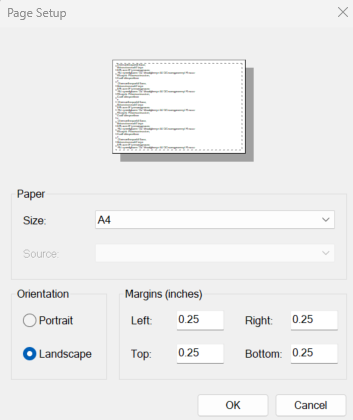 Page Setup
Paper
Size: A4
Source:
Orientation
Portrait
Landscape
Margins (inches)
Left: 0.25 Right: 0.25
Top: 0.25 Bottom: 0.25
OK Cancel